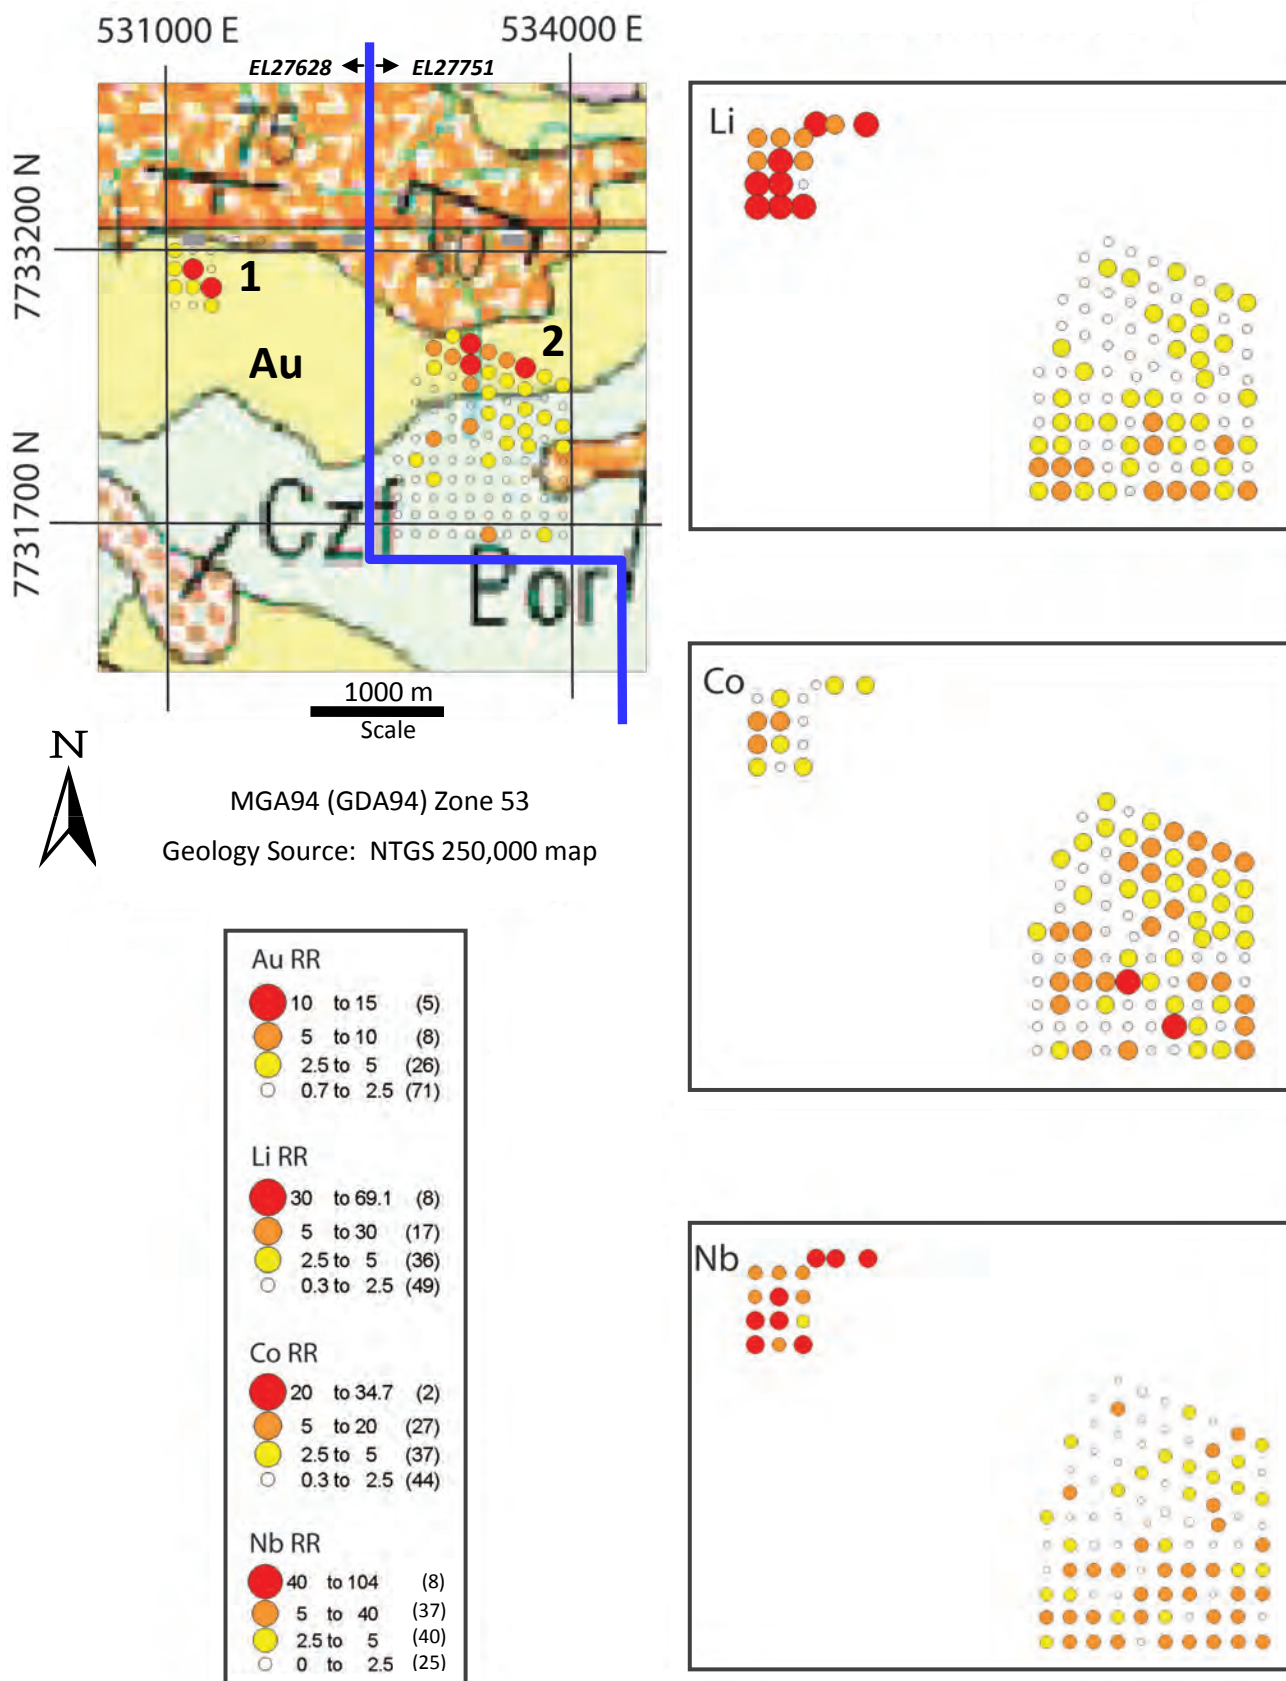 531000 E
534000 E
EL27628
EL27751
7733200 N
7731700 N
1
2
Au
Czf
Por
1000 m
Scale
N
MGA94 (GDA94) Zone 53
Geology Source: NTGS 250,000 map
Au RR
10 to 15 (5)
5 to 10 (8)
2.5 to 5 (26)
0.7 to 2.5 (71)
Li RR
30 to 69.1 (8)
5 to 30 (17)
2.5 to 5 (36)
0.3 to 2.5 (49)
Co RR
20 to 34.7 (2)
5 to 20 (27)
2.5 to 5 (37)
0.3 to 2.5 (44)
Nb RR
40 to 104 (8)
5 to 40 (37)
2.5 to 5 (40)
0 to 2.5 (25)
Li
Co
Nb